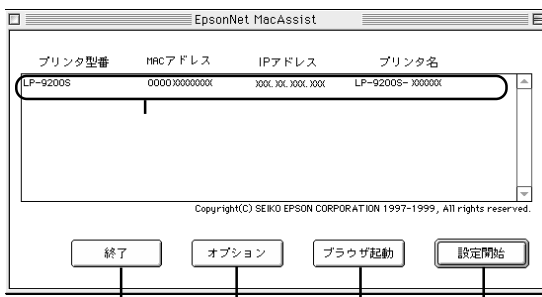 EpsonNet MacAssist
プリンタ型番 MACアドレス IPアドレス プリンタ名
LP-9200S 0000XXXXXXXX XXX.XX.XXX.XXX LP-9200S-XXXXXX
Copyright(C) SEIKO EPSON CORPORATION 1997-1999, All rights reserved.
終了 オプション ブラウザ起動 設定開始